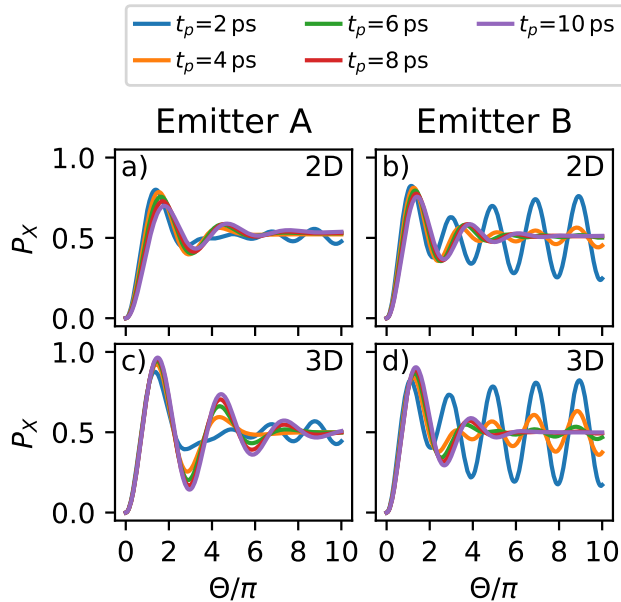 t_p=2 ps t_p=6 ps t_p=10 ps
t_p=4 ps t_p=8 ps
Emitter A Emitter B
a) 2D b) 2D
1.0
0.5
0.0
P_X
c) 3D d) 3D
1.0
0.5
0.0
P_X
0 2 4 6 8 10 0 2 4 6 8 10
Θ/π Θ/π